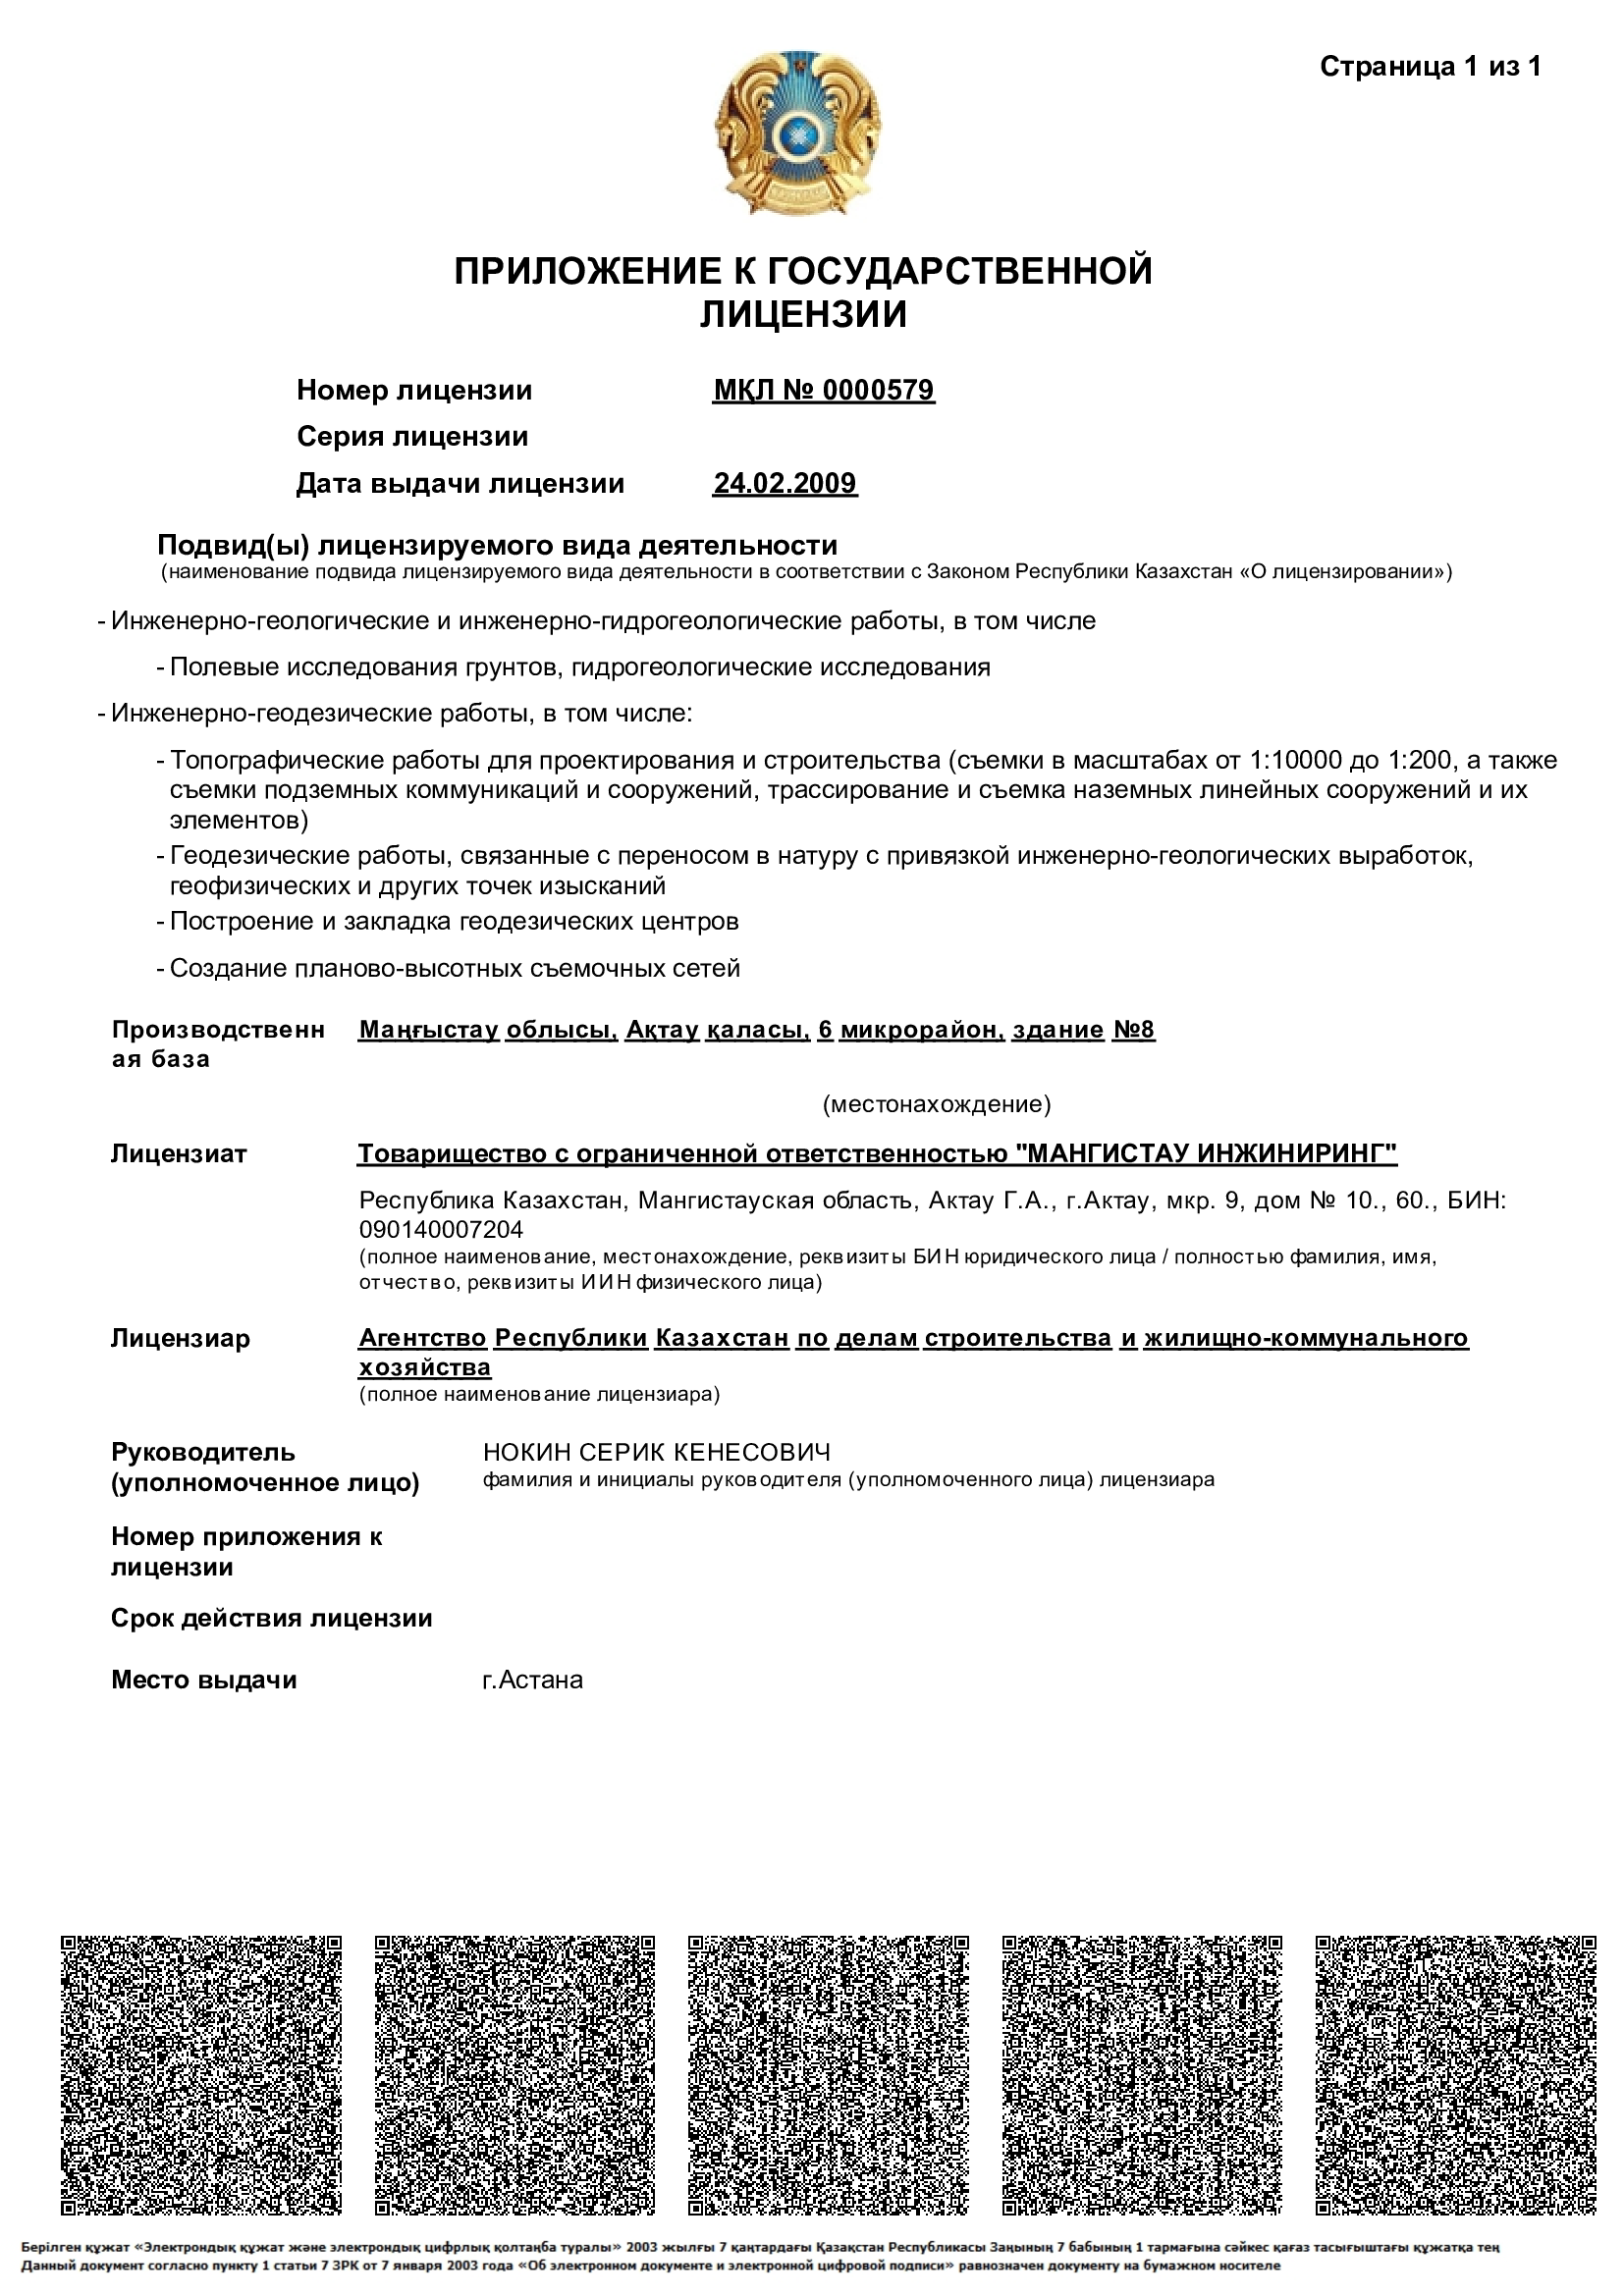 Страница 1 из 1
ПРИЛОЖЕНИЕ К ГОСУДАРСТВЕННОЙ
ЛИЦЕНЗИИ
Номер лицензии МҚЛ № 0000579
Серия лицензии
Дата выдачи лицензии 24.02.2009
Подвид(ы) лицензируемого вида деятельности
(наименование подвида лицензируемого вида деятельности в соответствии с Законом Республики Казахстан «О лицензировании»)
- Инженерно-геологические и инженерно-гидрогеологические работы, в том числе
- Полевые исследования грунтов, гидрогеологические исследования
- Инженерно-геодезические работы, в том числе:
- Топографические работы для проектирования и строительства (съемки в масштабах от 1:10000 до 1:200, а также
съемки подземных коммуникаций и сооружений, трассирование и съемка наземных линейных сооружений и их
элементов)
- Геодезические работы, связанные с переносом в натуру с привязкой инженерно-геологических выработок,
геофизических и других точек изысканий
- Построение и закладка геодезических центров
- Создание планово-высотных съемочных сетей
Производственн Маңғыстау облысы, Ақтау қаласы, 6 микрорайон, здание №8
ая база
(местонахождение)
Лицензиат Товарищество с ограниченной ответственностью "МАНГИСТАУ ИНЖИНИРИНГ"
Республика Казахстан, Мангистауская область, Актау Г.А., г.Актау, мкр. 9, дом № 10., 60., БИН:
090140007204
(полное наименование, местонахождение, реквизиты БИН юридического лица / полностью фамилия, имя,
отчество, реквизиты ИИН физического лица)
Лицензиар Агентство Республики Казахстан по делам строительства и жилищно-коммунального
хозяйства
(полное наименование лицензиара)
Руководитель НОКИН СЕРИК КЕНЕСОВИЧ
(уполномоченное лицо) фамилия и инициалы руководителя (уполномоченного лица) лицензиара
Номер приложения к
лицензии
Срок действия лицензии
Место выдачи г.Астана
Берілген құжат «Электрондық құжат және электрондық цифрлық қолтаңба туралы» 2003 жылғы 7 қаңтардағы Қазақстан Республикасы Заңының 7 бабының 1 тармағына сәйкес қағаз тасығыштағы құжатқа тең
Данный документ согласно пункту 1 статьи 7 ЗРК от 7 января 2003 года «Об электронном документе и электронной цифровой подписи» равнозначен документу на бумажном носителе